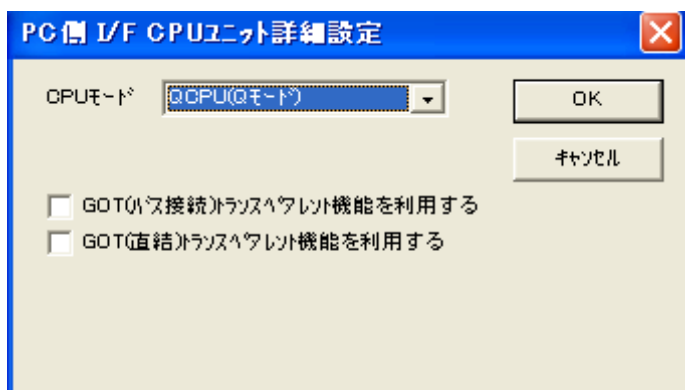 PC側 I/F CPUユニット詳細設定
CPUモード QCPU(Qモード)
OK
キャンセル
GOT(バス接続)トランスペアレント機能を利用する
GOT(直結)トランスペアレント機能を利用する